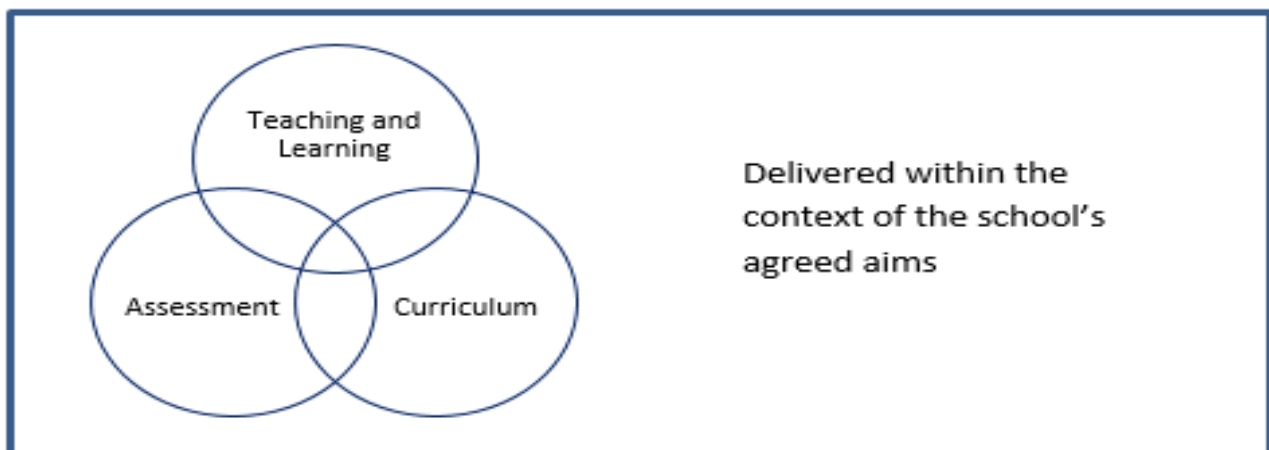 Teaching and
Learning
Assessment
Curriculum
Delivered within the
context of the school’s
agreed aims